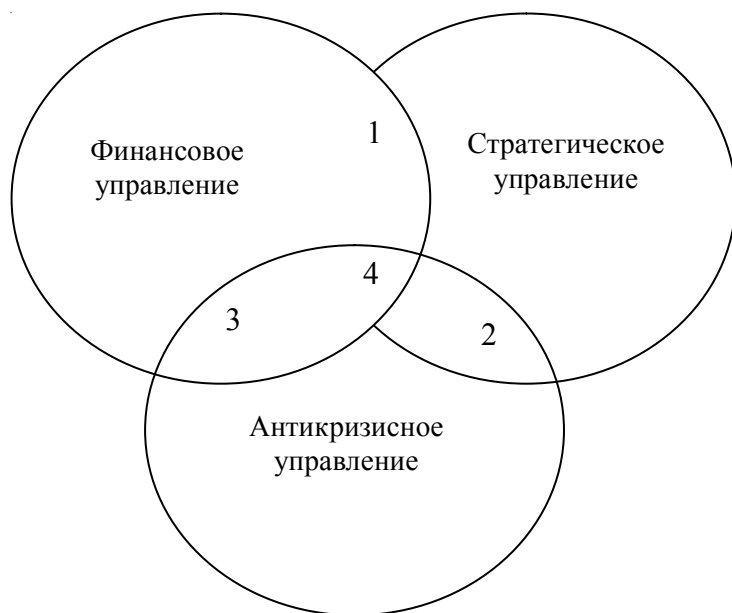 Финансовое
управление
1
Стратегическое
управление
4
3
2
Антикризисное
управление